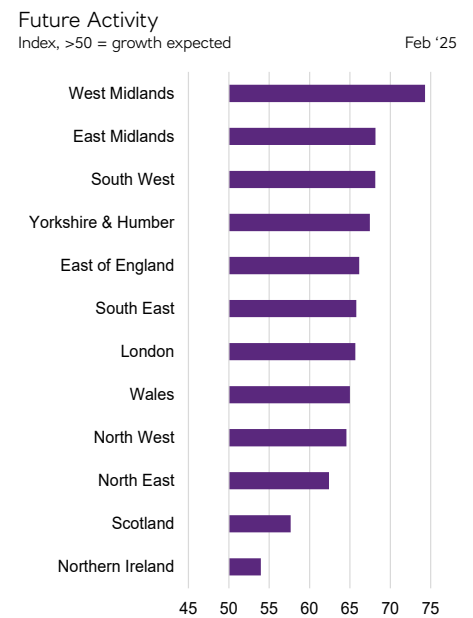 Future Activity
Index, >50 = growth expected Feb ‘25
West Midlands
East Midlands
South West
Yorkshire & Humber
East of England
South East
London
Wales
North West
North East
Scotland
Northern Ireland
45 50 55 60 65 70 75